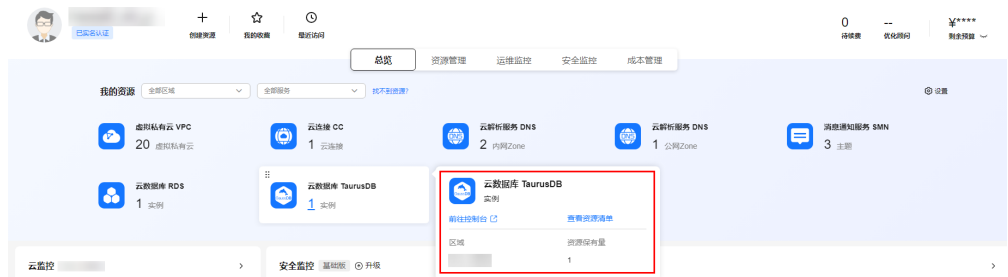 已实名认证
创建资源
我的收藏
最近访问
0
待续费
--
优化顾问
¥****
剩余预算
总览
资源管理
运维监控
安全监控
成本管理
我的资源
全部区域
全部服务
找不到资源?
设置
虚拟私有云 VPC
20 虚拟私有云
云连接 CC
1 云连接
云解析服务 DNS
2 内网Zone
云解析服务 DNS
1 公网Zone
消息通知服务 SMN
3 主题
云数据库 RDS
1 实例
云数据库 TaurusDB
1 实例
云数据库 TaurusDB
实例
前往控制台
查看资源清单
区域
资源保有量
1
云监控
安全监控 基础版 升级